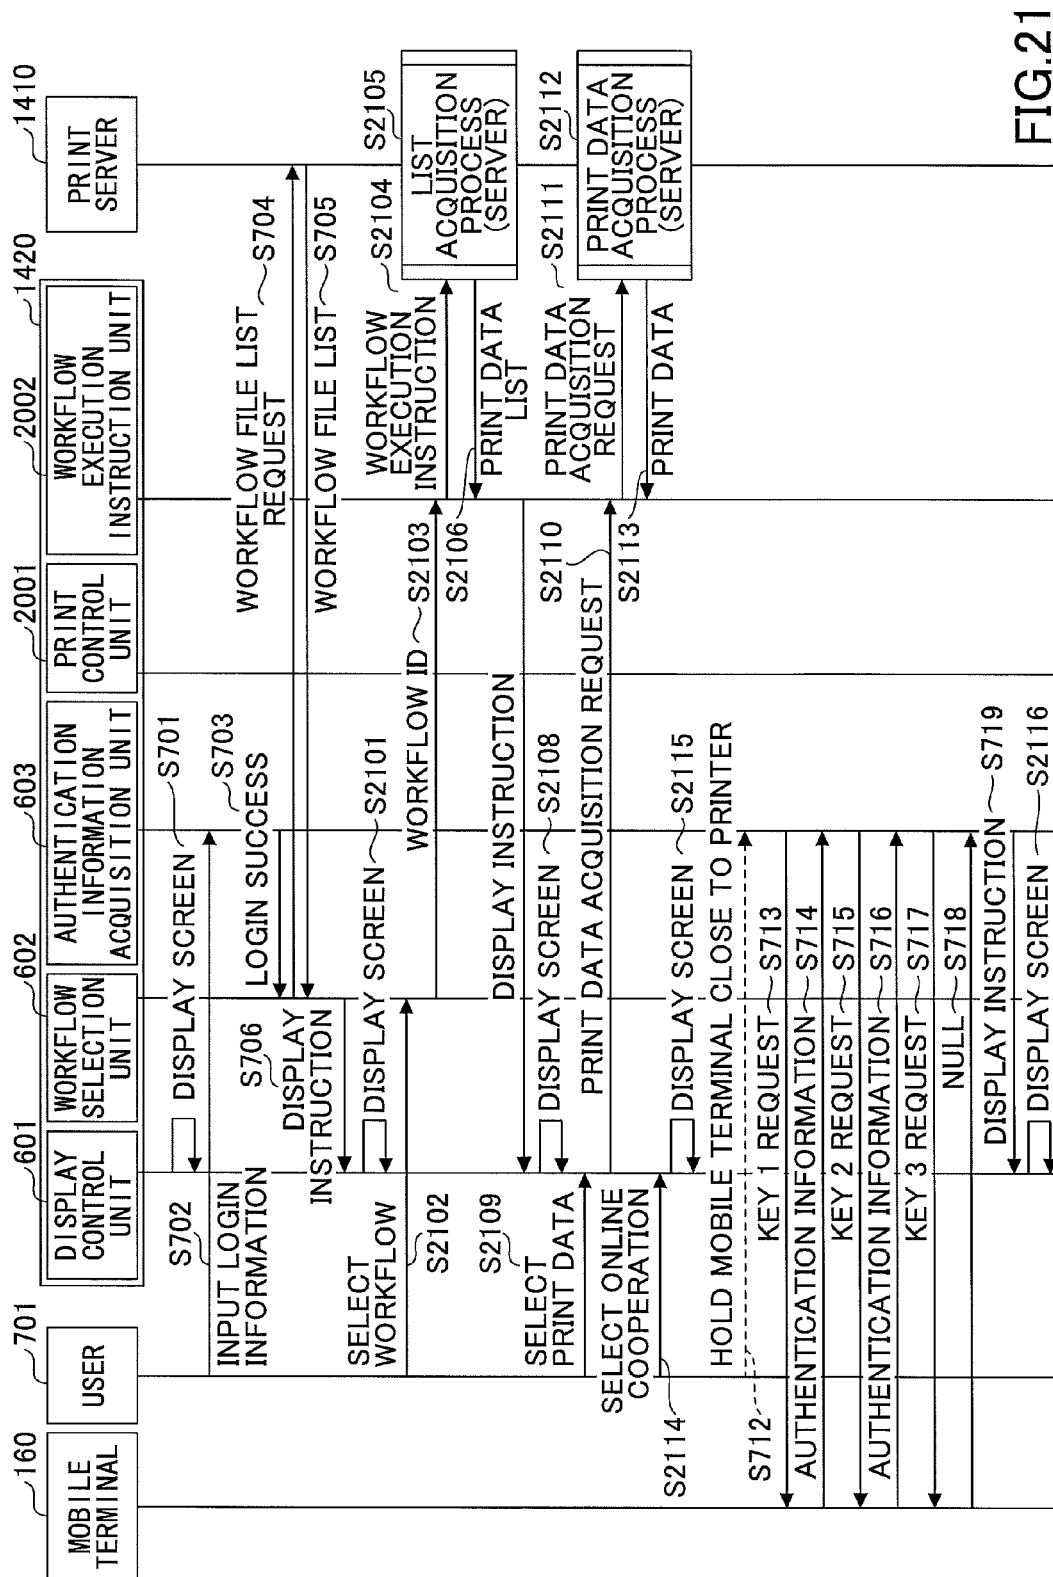 MOBILE
TERMINAL
160
USER
701
DISPLAY
CONTROL
UNIT
601
WORKFLOW
SELECTION
UNIT
602
AUTHENTICATION
INFORMATION
ACQUISITION UNIT
603
PRINT
CONTROL
UNIT
2001
WORKFLOW
EXECUTION
INSTRUCTION UNIT
2002
1420
PRINT
SERVER
1410
DISPLAY SCREEN
S701
S702
INPUT LOGIN
INFORMATION
LOGIN SUCCESS
S703
WORKFLOW FILE LIST
REQUEST
S704
WORKFLOW FILE LIST
S705
S706
DISPLAY
INSTRUCTION
DISPLAY SCREEN
S2101
SELECT
WORKFLOW
S2102
WORKFLOW ID
S2103
WORKFLOW
EXECUTION
INSTRUCTION
S2104
LIST
ACQUISITION
PROCESS
(SERVER)
S2105
S2106
PRINT DATA
LIST
DISPLAY INSTRUCTION
DISPLAY SCREEN
S2108
S2109
SELECT
PRINT DATA
PRINT DATA ACQUISITION REQUEST
S2110
PRINT DATA
ACQUISITION
REQUEST
S2111
PRINT DATA
ACQUISITION
PROCESS
(SERVER)
S2112
S2113
PRINT DATA
SELECT ONLINE
COOPERATION
S2114
DISPLAY SCREEN
S2115
S712
HOLD MOBILE TERMINAL CLOSE TO PRINTER
KEY 1 REQUEST
S713
AUTHENTICATION INFORMATION
S714
KEY 2 REQUEST
S715
AUTHENTICATION INFORMATION
S716
KEY 3 REQUEST
S717
NULL
S718
DISPLAY INSTRUCTION
S719
DISPLAY SCREEN
S2116
FIG.21